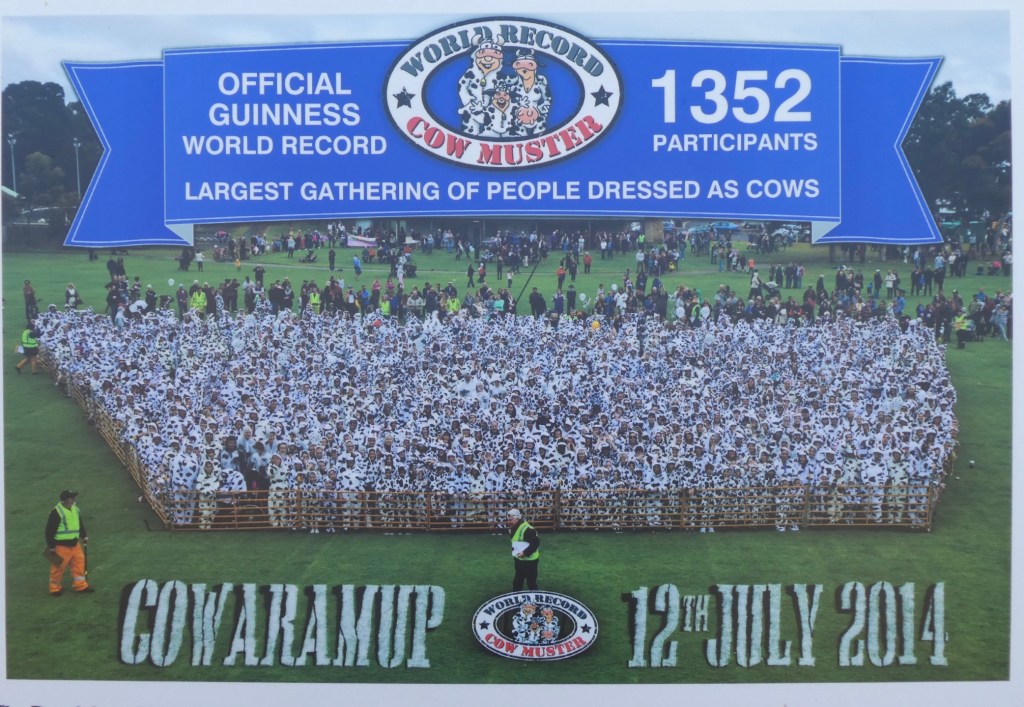 OFFICIAL
GUINNESS
WORLD RECORD
WORLD RECORD
COW MUSTER
1352
PARTICIPANTS
LARGEST GATHERING OF PEOPLE DRESSED AS COWS
COWARAMUP
WORLD RECORD
COW MUSTER
12TH JULY 2014